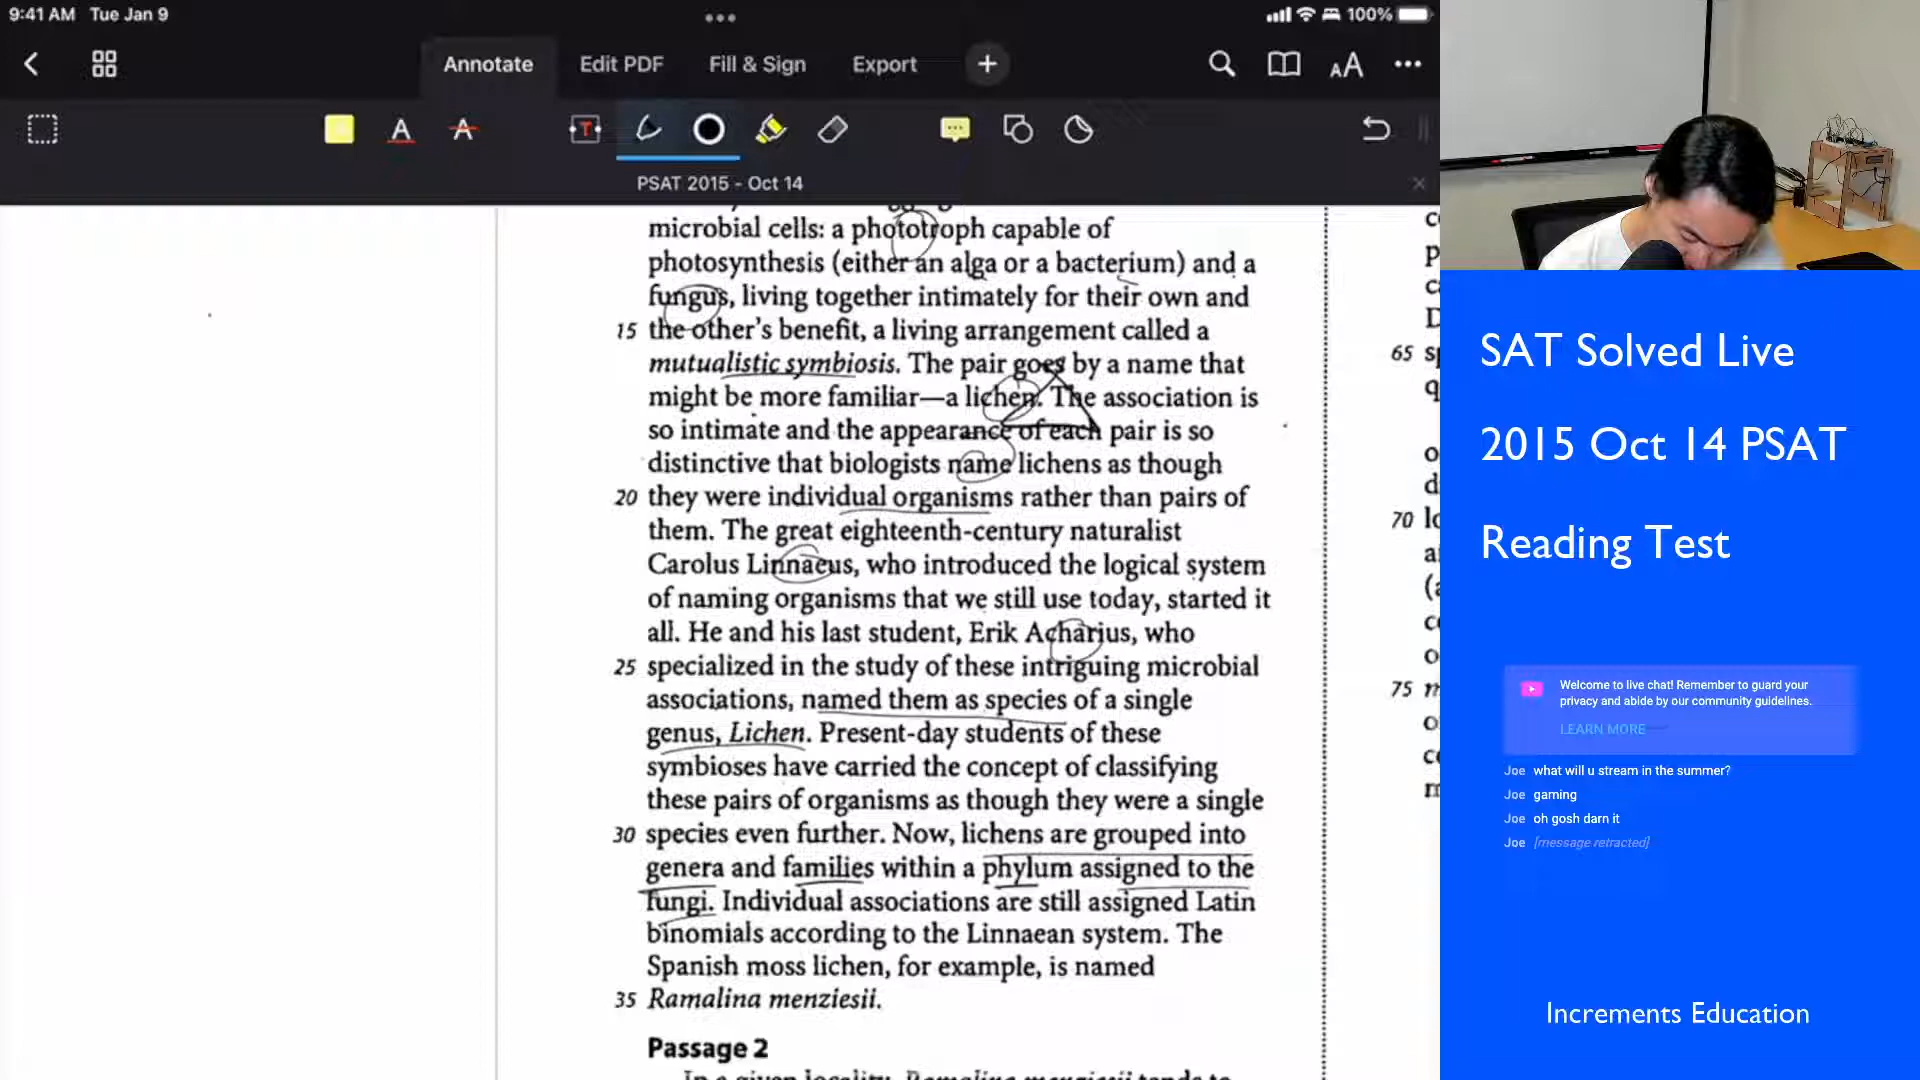 9:41 AM Tue Jan 9
100%
Annotate
Edit PDF
Fill & Sign
Export
PSAT 2015 - Oct 14
microbial cells: a phototroph capable of
photosynthesis (either an alga or a bacterium) and a
fungus, living together intimately for their own and
15 the other's benefit, a living arrangement called a
mutualistic symbiosis. The pair goes by a name that
might be more familiar—a lichen. The association is
so intimate and the appearance of each pair is so
distinctive that biologists name lichens as though
20 they were individual organisms rather than pairs of
them. The great eighteenth-century naturalist
Carolus Linnaeus, who introduced the logical system
of naming organisms that we still use today, started it
all. He and his last student, Erik Acharius, who
25 specialized in the study of these intriguing microbial
associations, named them as species of a single
genus, Lichen. Present-day students of these
symbioses have carried the concept of classifying
these pairs of organisms as though they were a single
30 species even further. Now, lichens are grouped into
genera and families within a phylum assigned to the
fungi. Individual associations are still assigned Latin
binomials according to the Linnaean system. The
Spanish moss lichen, for example, is named
35 Ramalina menziesii.
Passage 2
In a given locality, Ramalina menziesii tends to
65
70
75
SAT Solved Live
2015 Oct 14 PSAT
Reading Test
Welcome to live chat! Remember to guard your
privacy and abide by our community guidelines.
LEARN MORE
Joe what will u stream in the summer?
Joe gaming
Joe oh gosh darn it
Joe [message retracted]
Increments Education